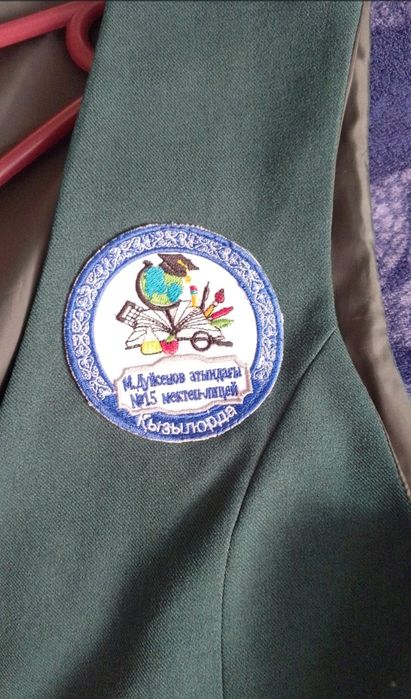 М.Дүйсенов атындағы
№15 мектеп-лицей
Қызылорда